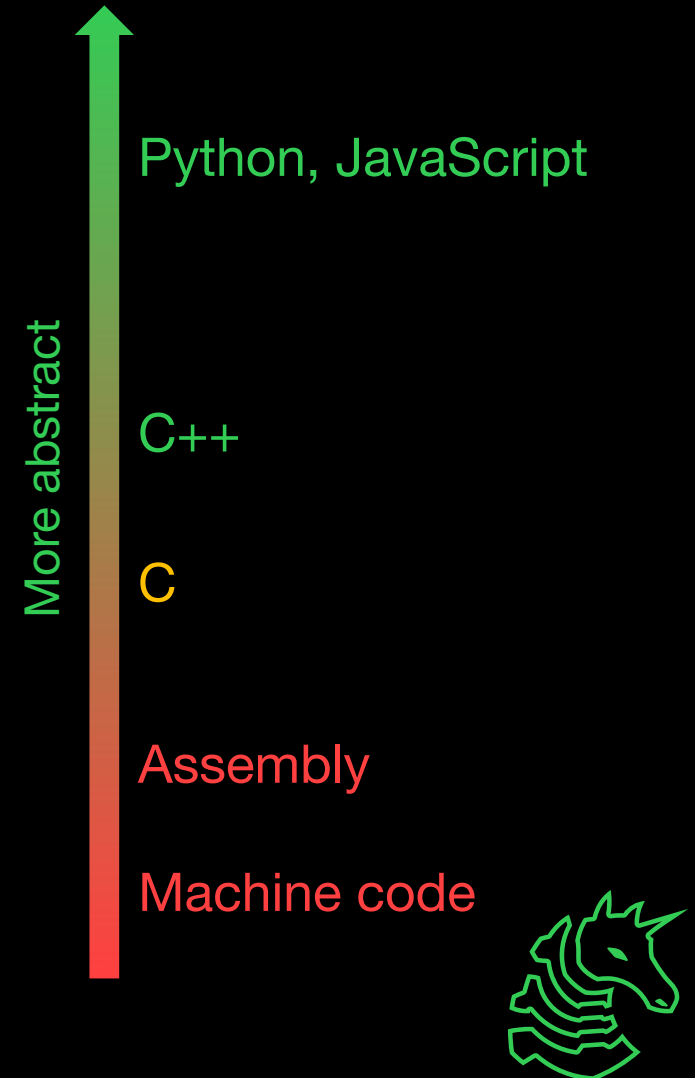 Python, JavaScript
More abstract
C++
C
Assembly
Machine code